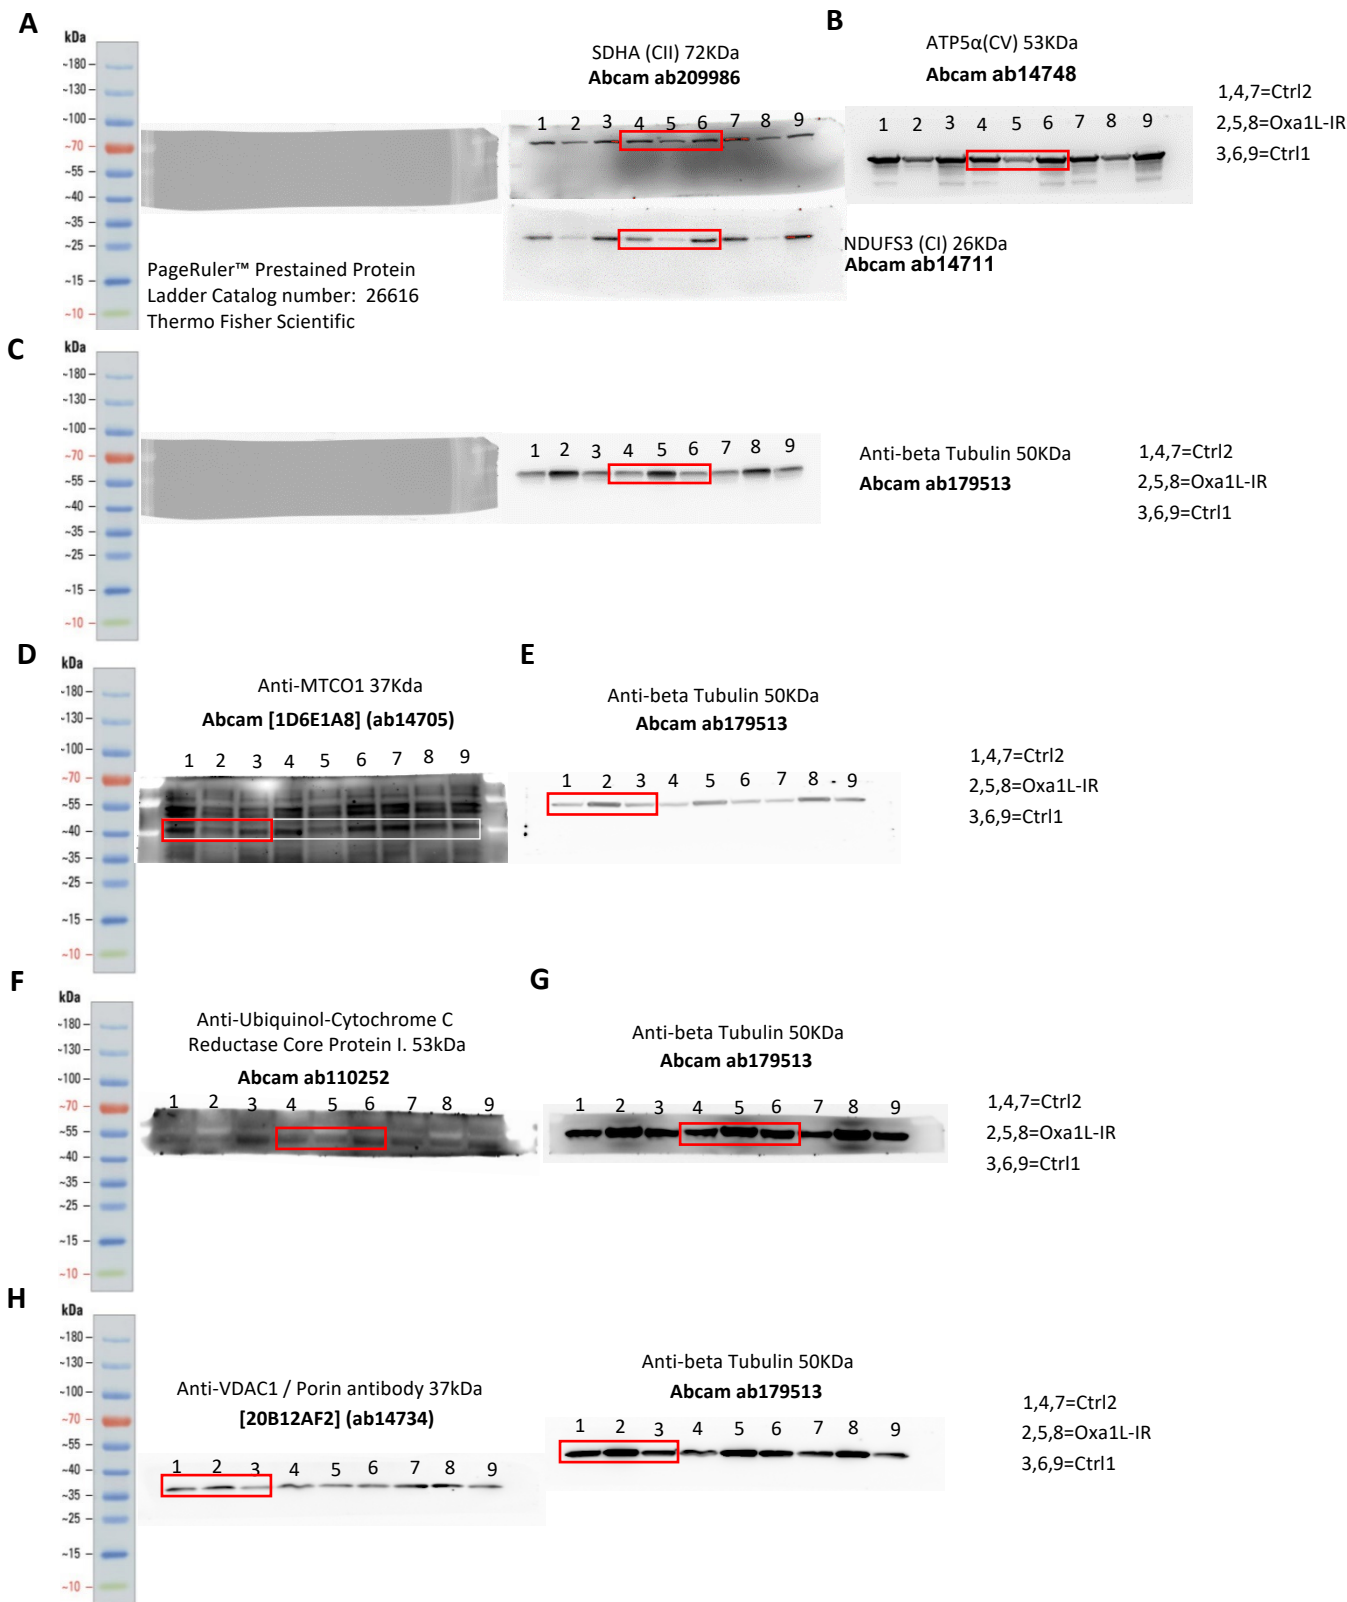 A
kDa
~180
~130
~100
~70
~55
~40
~35
~25
~15
~10
PageRuler™ Prestained Protein
Ladder Catalog number: 26616
Thermo Fisher Scientific
SDHA (CII) 72KDa
Abcam ab209986
1 2 3 4 5 6 7 8 9
NDUFS3 (CI) 26KDa
Abcam ab14711
B
ATP5α(CV) 53KDa
Abcam ab14748
1 2 3 4 5 6 7 8 9
1,4,7=Ctrl2
2,5,8=Oxa1L-IR
3,6,9=Ctrl1
C
kDa
~180
~130
~100
~70
~55
~40
~35
~25
~15
~10
1 2 3 4 5 6 7 8 9
Anti-beta Tubulin 50KDa
Abcam ab179513
1,4,7=Ctrl2
2,5,8=Oxa1L-IR
3,6,9=Ctrl1
D
kDa
~180
~130
~100
~70
~55
~40
~35
~25
~15
~10
Anti-MTCO1 37Kda
Abcam [1D6E1A8] (ab14705)
1 2 3 4 5 6 7 8 9
E
Anti-beta Tubulin 50KDa
Abcam ab179513
1 2 3 4 5 6 7 8 9
1,4,7=Ctrl2
2,5,8=Oxa1L-IR
3,6,9=Ctrl1
F
kDa
~180
~130
~100
~70
~55
~40
~35
~25
~15
~10
Anti-Ubiquinol-Cytochrome C
Reductase Core Protein I. 53kDa
Abcam ab110252
1 2 3 4 5 6 7 8 9
G
Anti-beta Tubulin 50KDa
Abcam ab179513
1 2 3 4 5 6 7 8 9
1,4,7=Ctrl2
2,5,8=Oxa1L-IR
3,6,9=Ctrl1
H
kDa
~180
~130
~100
~70
~55
~40
~35
~25
~15
~10
Anti-VDAC1 / Porin antibody 37kDa
[20B12AF2] (ab14734)
1 2 3 4 5 6 7 8 9
Anti-beta Tubulin 50KDa
Abcam ab179513
1 2 3 4 5 6 7 8 9
1,4,7=Ctrl2
2,5,8=Oxa1L-IR
3,6,9=Ctrl1